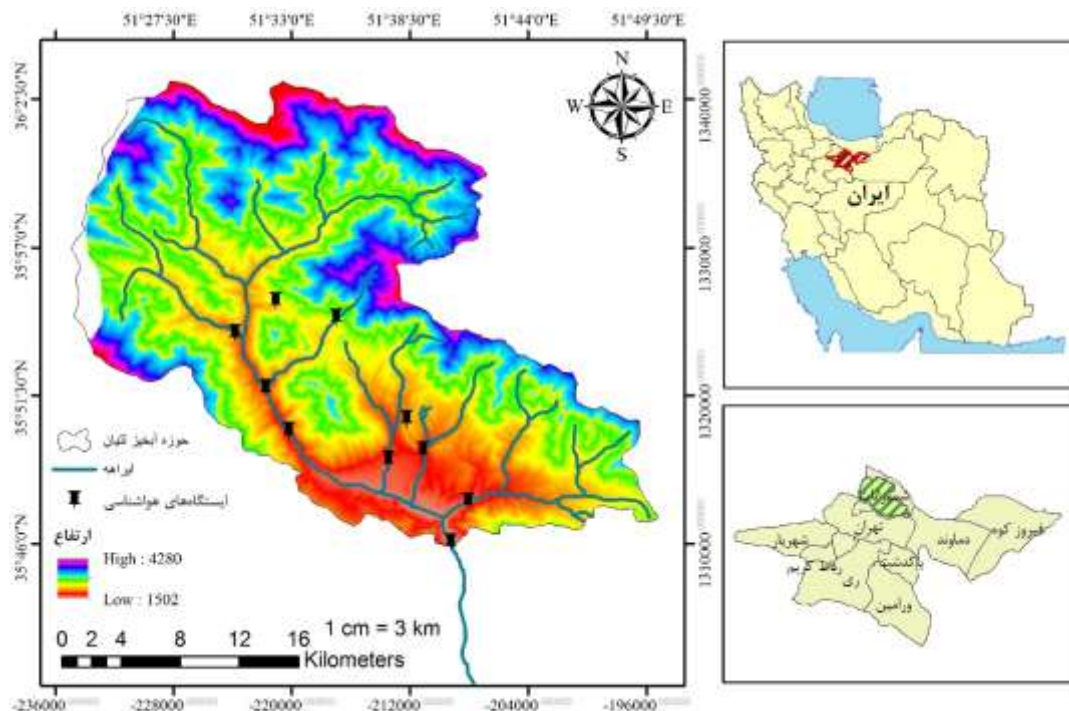 51°27'30"E 51°33'0"E 51°38'30"E 51°44'0"E 51°49'30"E
36°2'30"N
35°57'0"N
35°51'30"N
35°46'0"N
N
W E
S
1340000
1330000
1320000
1310000
حوزه آبخیز
آبراهه
ایستگاه‌های هواشناسی
ارتفاع
High : 4280
Low : 1502
1 cm = 3 km
0 2 4 8 12 16
Kilometers
-236000 -228000 -220000 -212000 -204000 -196000
ایران
تهران
شهریار
دماوند
فیروز کوه
پاکدشت
رباط کریم
ری
ورامین